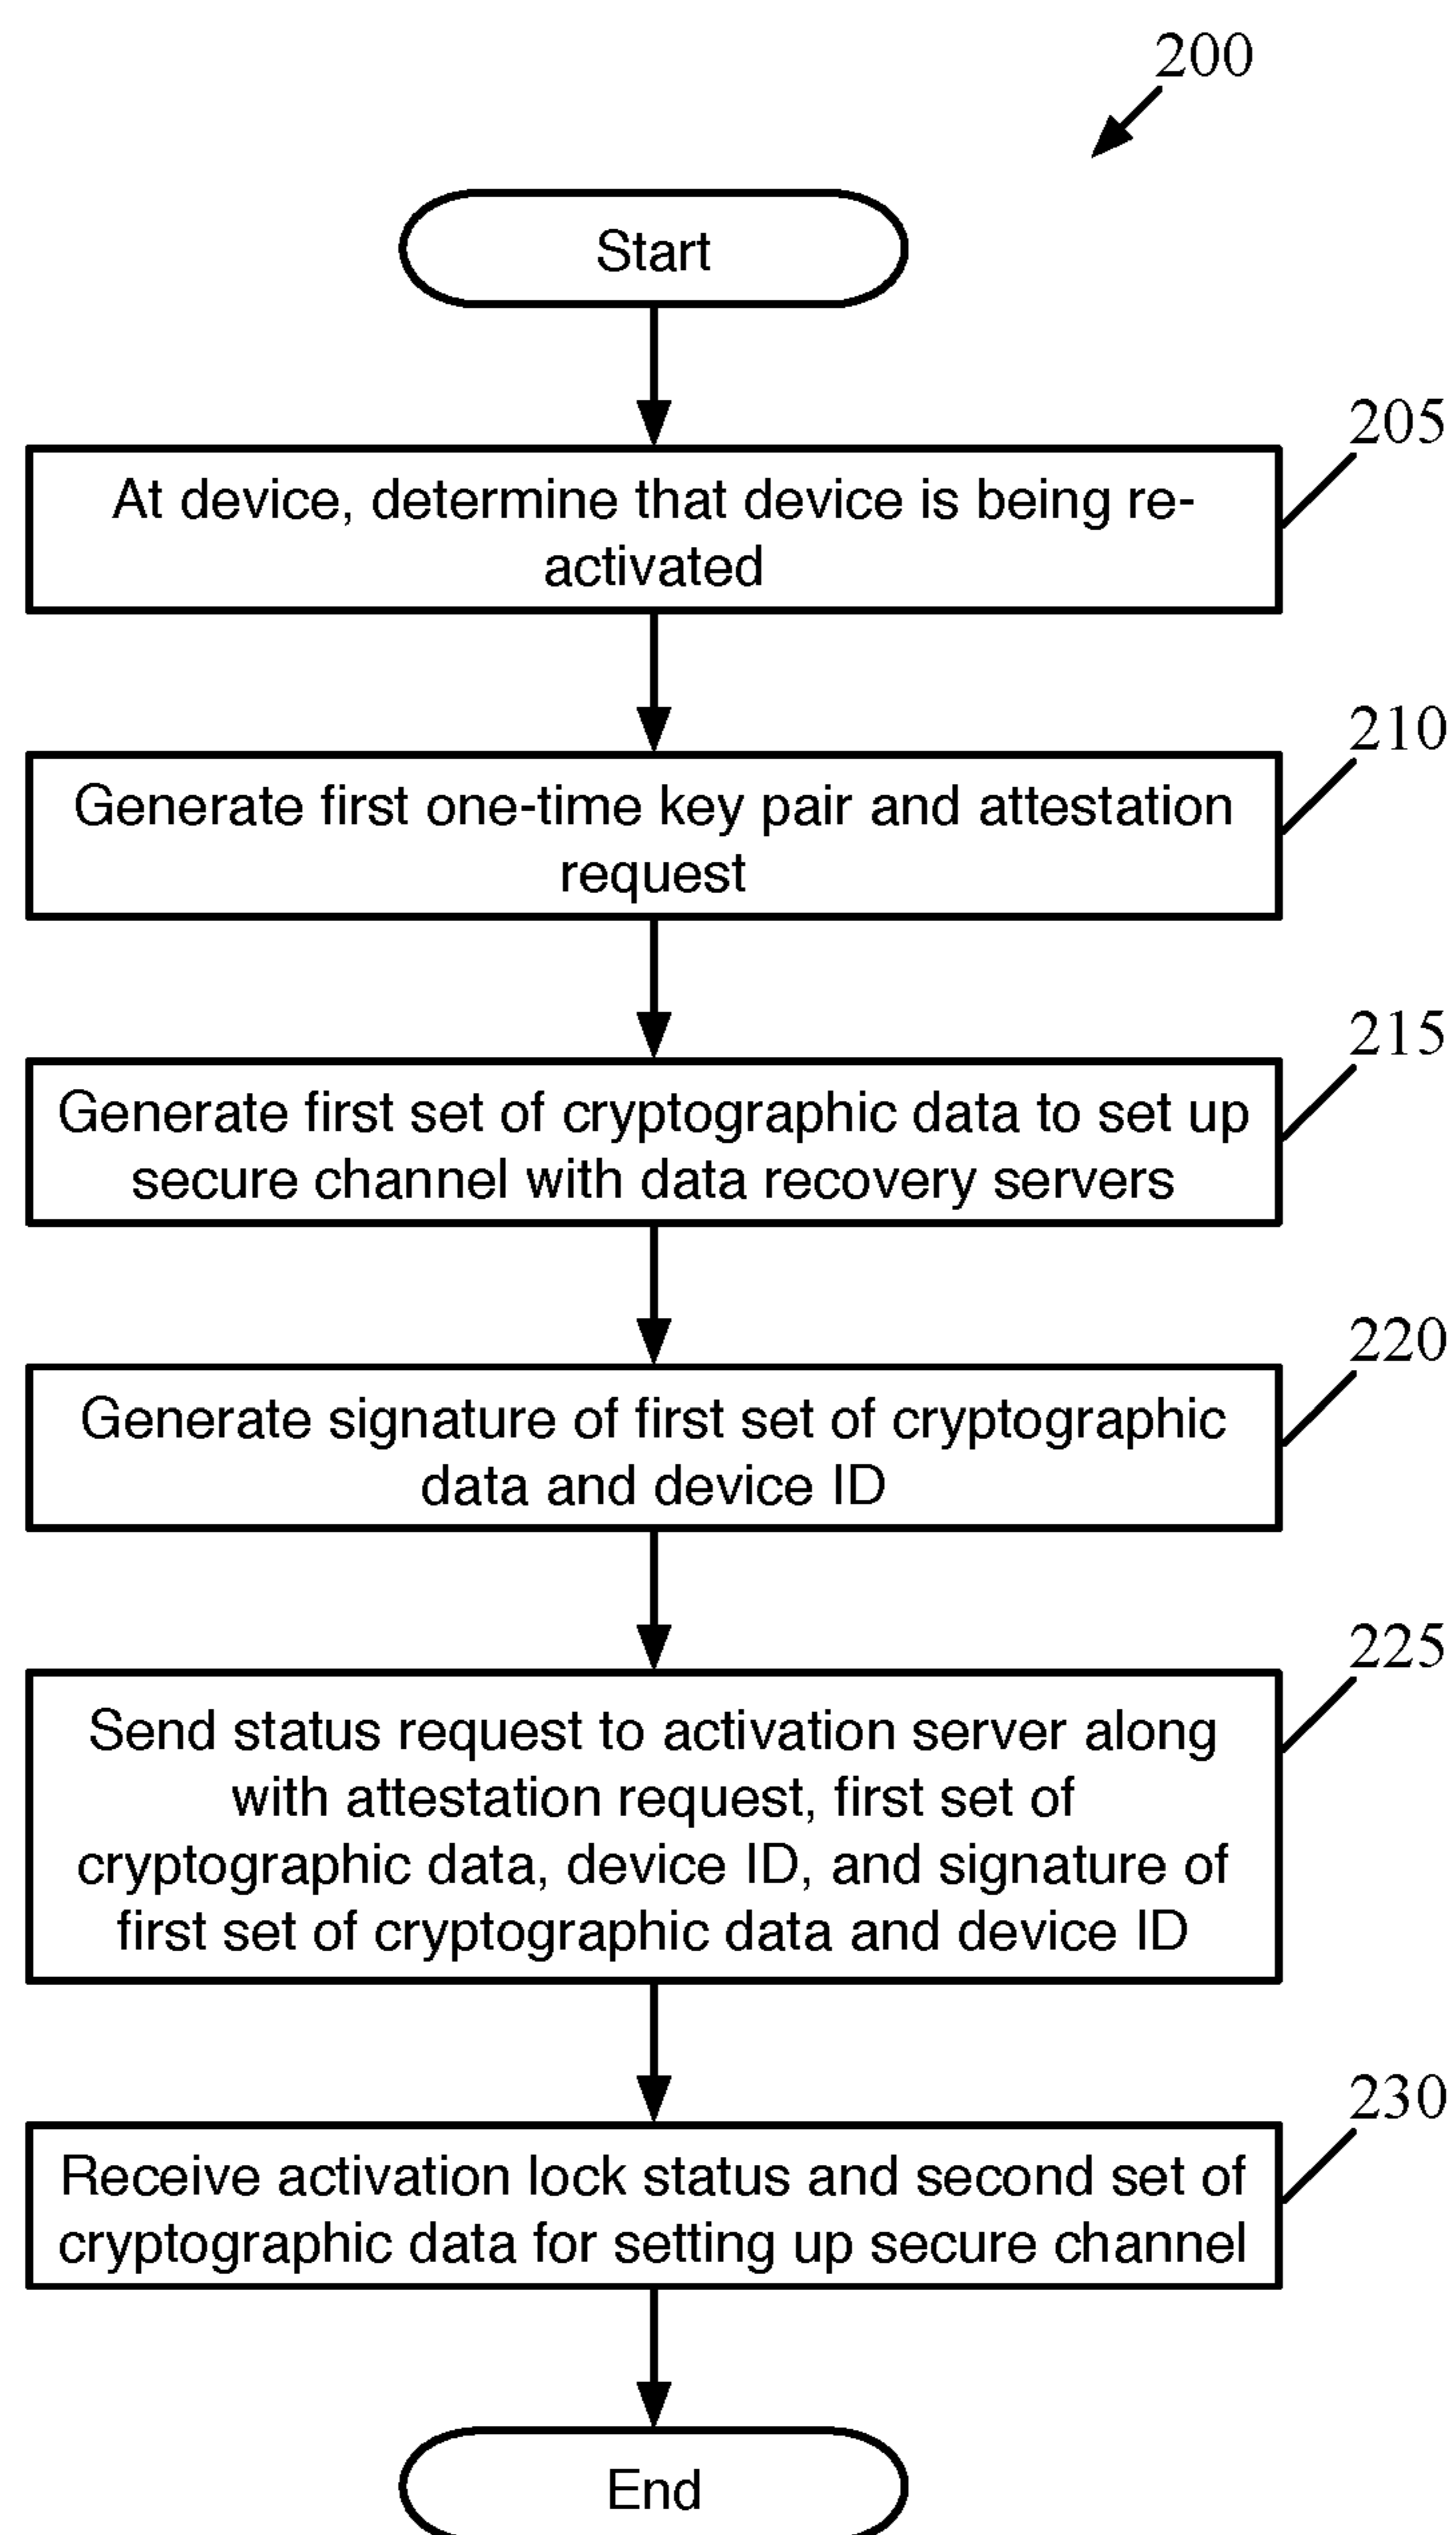 200
Start
205
At device, determine that device is being re-
activated
210
Generate first one-time key pair and attestation
request
215
Generate first set of cryptographic data to set up
secure channel with data recovery servers
220
Generate signature of first set of cryptographic
data and device ID
225
Send status request to activation server along
with attestation request, first set of
cryptographic data, device ID, and signature of
first set of cryptographic data and device ID
230
Receive activation lock status and second set of
cryptographic data for setting up secure channel
End